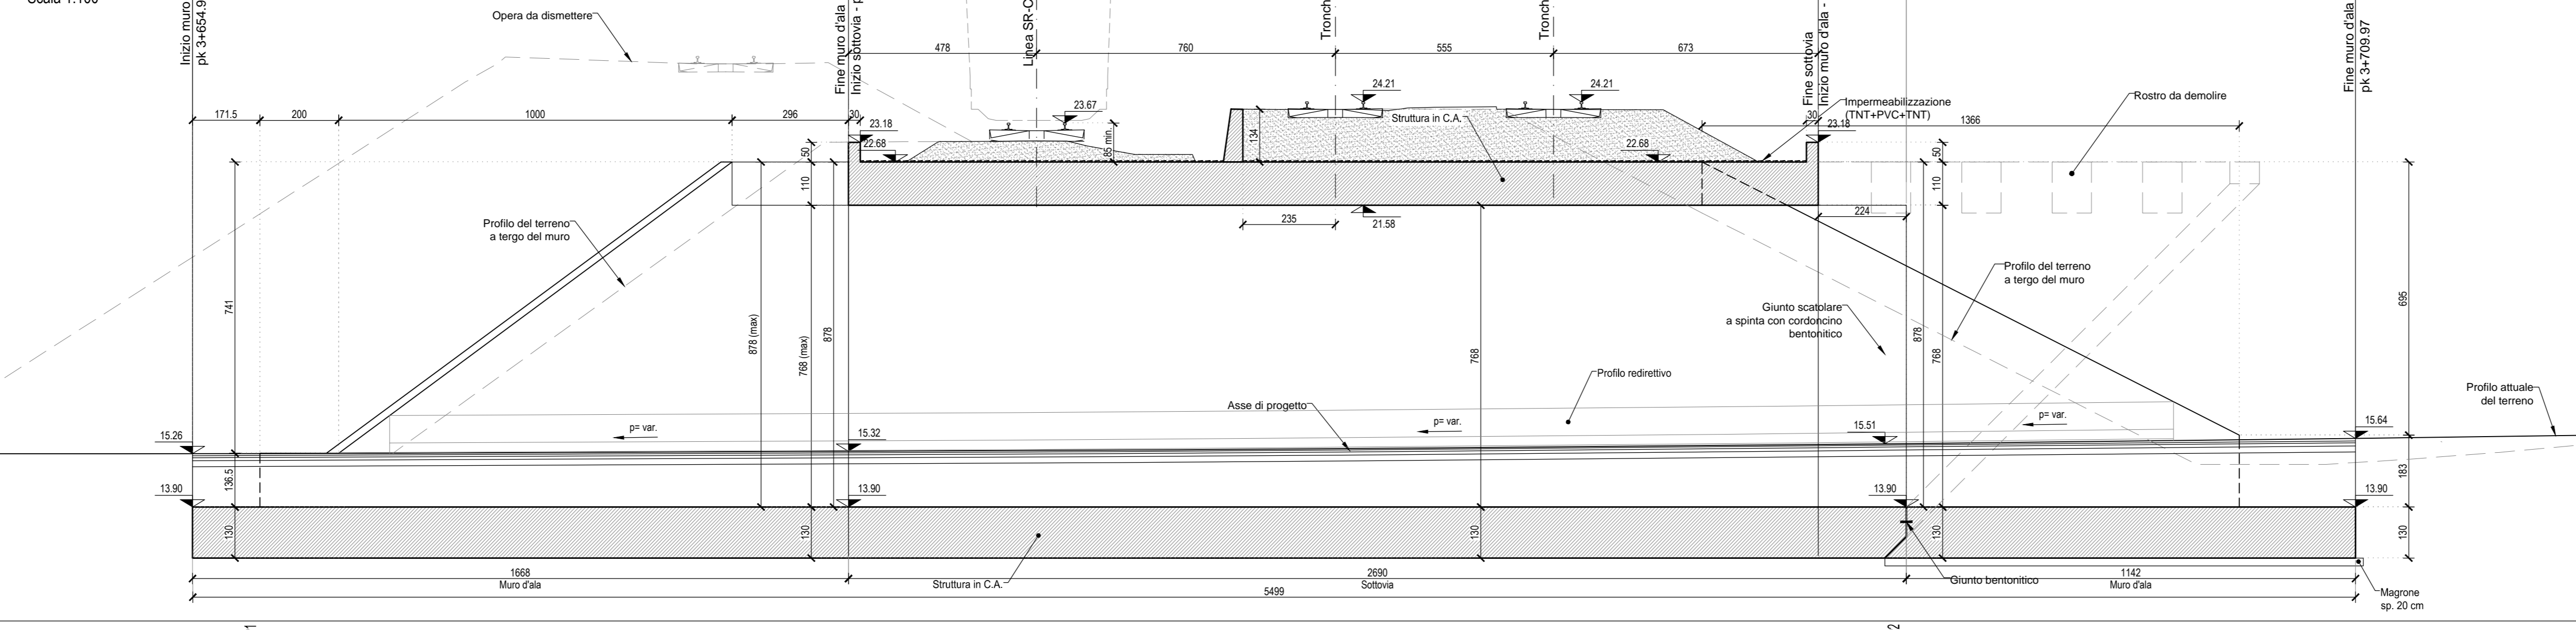 Scala 1:100
Inizio muro
pk 3+654.9
Opera da dismettere
Fine muro d'ala
Inizio sottovia - p
Linea SR-C
Tronch
Tronch
Fine sottovia
Inizio muro d'ala -
Fine muro d'ala
pk 3+709.97
478
760
555
673
171.5
200
1000
296
30
23.18
22.68
50
110
23.67
85 min.
134
24.21
24.21
Struttura in C.A.
22.68
30
23.18
Impermeabilizzazione
(TNT+PVC+TNT)
1366
Rostro da demolire
50
110
224
235
21.58
Profilo del terreno
a tergo del muro
Profilo del terreno
a tergo del muro
Giunto scatolare
a spinta con cordoncino
bentonitico
741
878 (max)
768 (max)
878
768
878
768
695
Profilo redirettivo
Asse di progetto
Profilo attuale
del terreno
p= var.
p= var.
p= var.
15.26
15.32
15.51
15.64
136.5
183
13.90
13.90
13.90
13.90
130
130
130
130
130
Struttura in C.A.
Giunto bentonitico
Magrone
sp. 20 cm
1668
Muro d'ala
2690
Sottovia
1142
Muro d'ala
5499
1
2